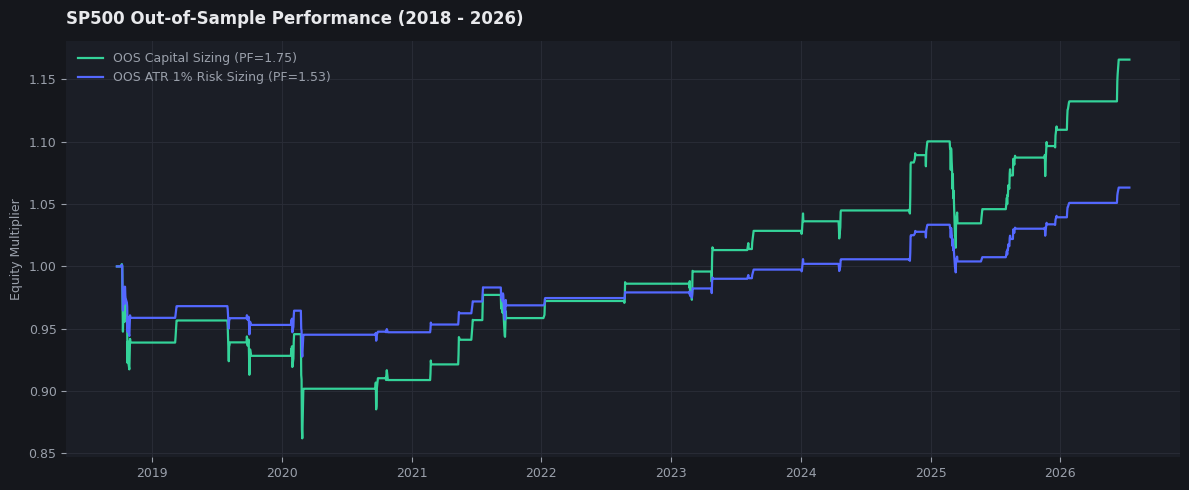 SP500 Out-of-Sample Performance (2018 - 2026)
OOS Capital Sizing (PF=1.75)
OOS ATR 1% Risk Sizing (PF=1.53)
Equity Multiplier
1.15
1.10
1.05
1.00
0.95
0.90
0.85
2019 2020 2021 2022 2023 2024 2025 2026